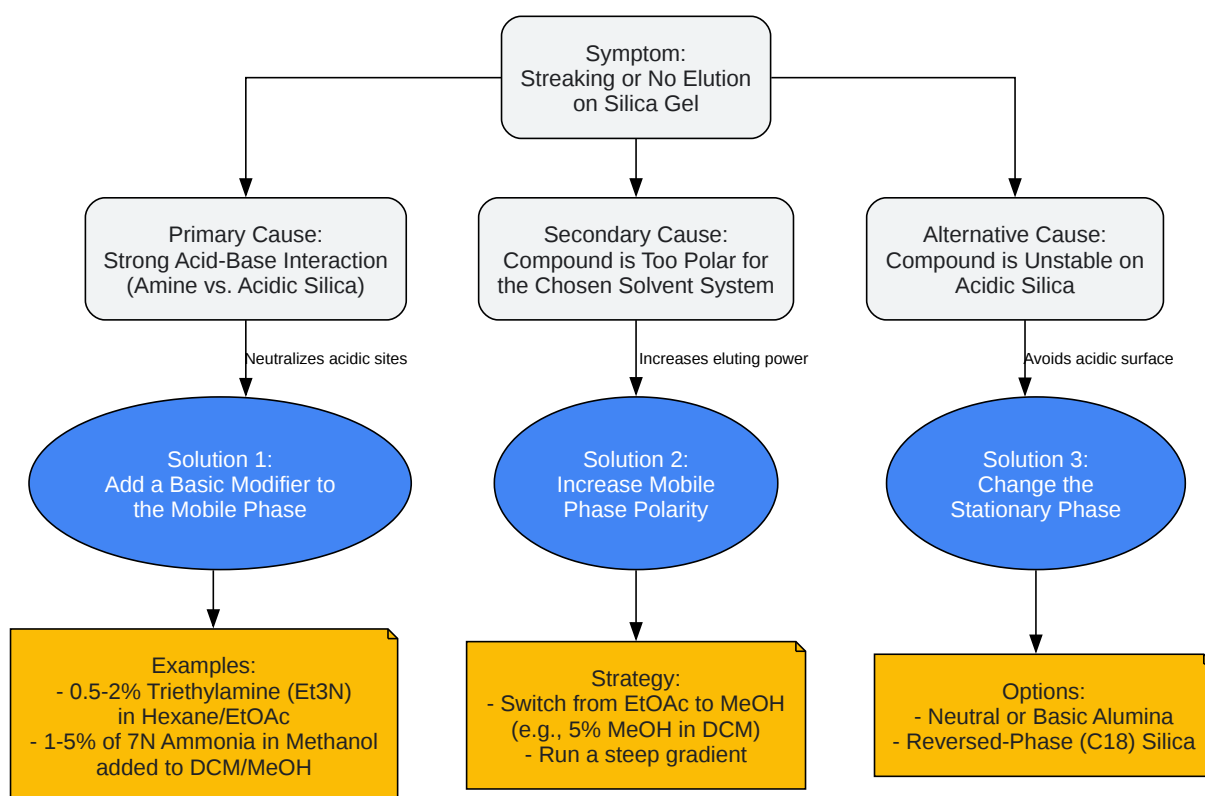 Symptom:
Streaking or No Elution
on Silica Gel
Primary Cause:
Strong Acid-Base Interaction
(Amine vs. Acidic Silica)
Secondary Cause:
Compound is Too Polar for
the Chosen Solvent System
Alternative Cause:
Compound is Unstable on
Acidic Silica
Neutralizes acidic sites
Increases eluting power
Avoids acidic surface
Solution 1:
Add a Basic Modifier to
the Mobile Phase
Solution 2:
Increase Mobile
Phase Polarity
Solution 3:
Change the
Stationary Phase
Examples:
- 0.5-2% Triethylamine (Et3N)
in Hexane/EtOAc
- 1-5% of 7N Ammonia in Methanol
added to DCM/MeOH
Strategy:
- Switch from EtOAc to MeOH
(e.g., 5% MeOH in DCM)
- Run a steep gradient
Options:
- Neutral or Basic Alumina
- Reversed-Phase (C18) Silica